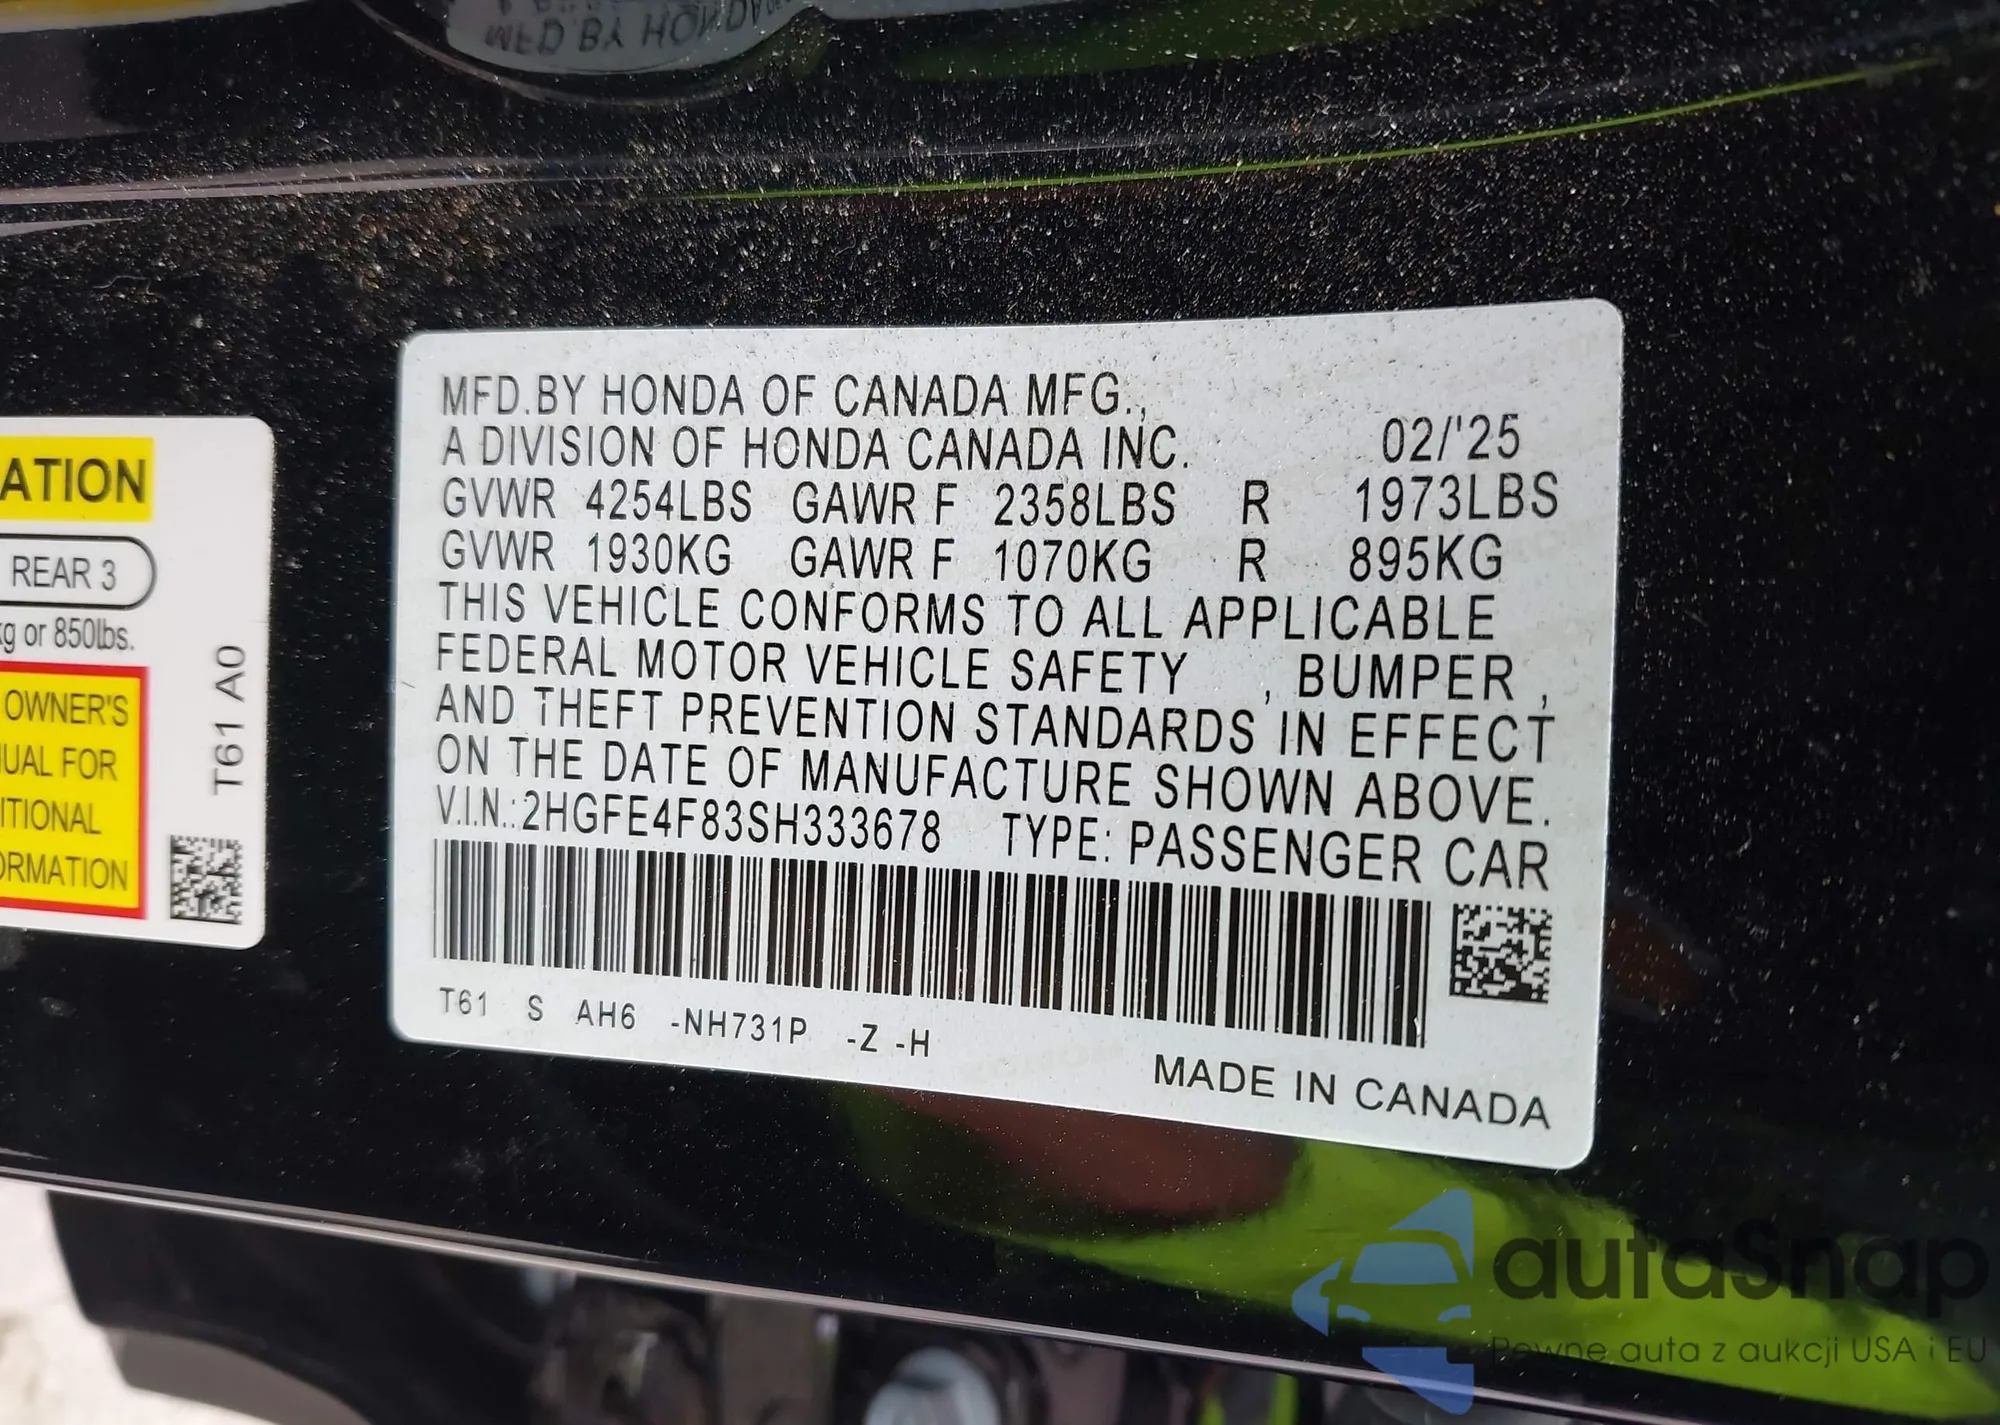 MFD.BY HONDA
ATION
REAR 3
kg or 850lbs.
OWNER'S
UAL FOR
ITIONAL
ORMATION
T61 A0
MFD.BY HONDA OF CANADA MFG.,
A DIVISION OF HONDA CANADA INC. 02/'25
GVWR 4254LBS GAWR F 2358LBS R 1973LBS
GVWR 1930KG GAWR F 1070KG R 895KG
THIS VEHICLE CONFORMS TO ALL APPLICABLE
FEDERAL MOTOR VEHICLE SAFETY , BUMPER ,
AND THEFT PREVENTION STANDARDS IN EFFECT
ON THE DATE OF MANUFACTURE SHOWN ABOVE.
V.I.N.:2HGFE4F83SH333678 TYPE: PASSENGER CAR
T61 S AH6 -NH731P -Z -H
MADE IN CANADA
autaSnap
Pewne auta z aukcji USA i EU